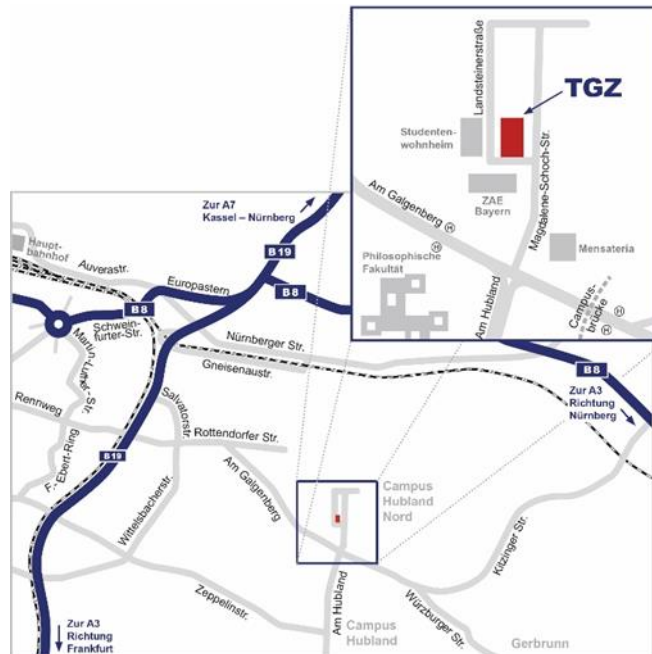 TGZ
Landsteinerstraße
Studenten-
wohnheim
Am Galgenberg
H
H
ZAE
Bayern
Magdalene-Schoch-Str.
Mensateria
Philosophische
Fakultät
Am Hubland
Campus-
brücke
H
H
Zur A7
Kassel – Nürnberg
B19
Haupt-
bahnhof
Auverastr.
Europastern
B8
B8
Schwein-
furter-Str.
Nürnberger Str.
Gneisenaustr.
Martin-Luther-Str.
B8
Zur A3
Richtung
Nürnberg
Rennweg
Salvatorstr.
Rottendorfer Str.
F.-
Ebert-Ring
B19
Am Galgenberg
Wittelsbacherstr.
Campus
Hubland
Nord
Kitzinger Str.
Zeppelinstr.
Am Hubland
Würzburger Str.
Campus
Hubland
Gerbrunn
Zur A3
Richtung
Frankfurt